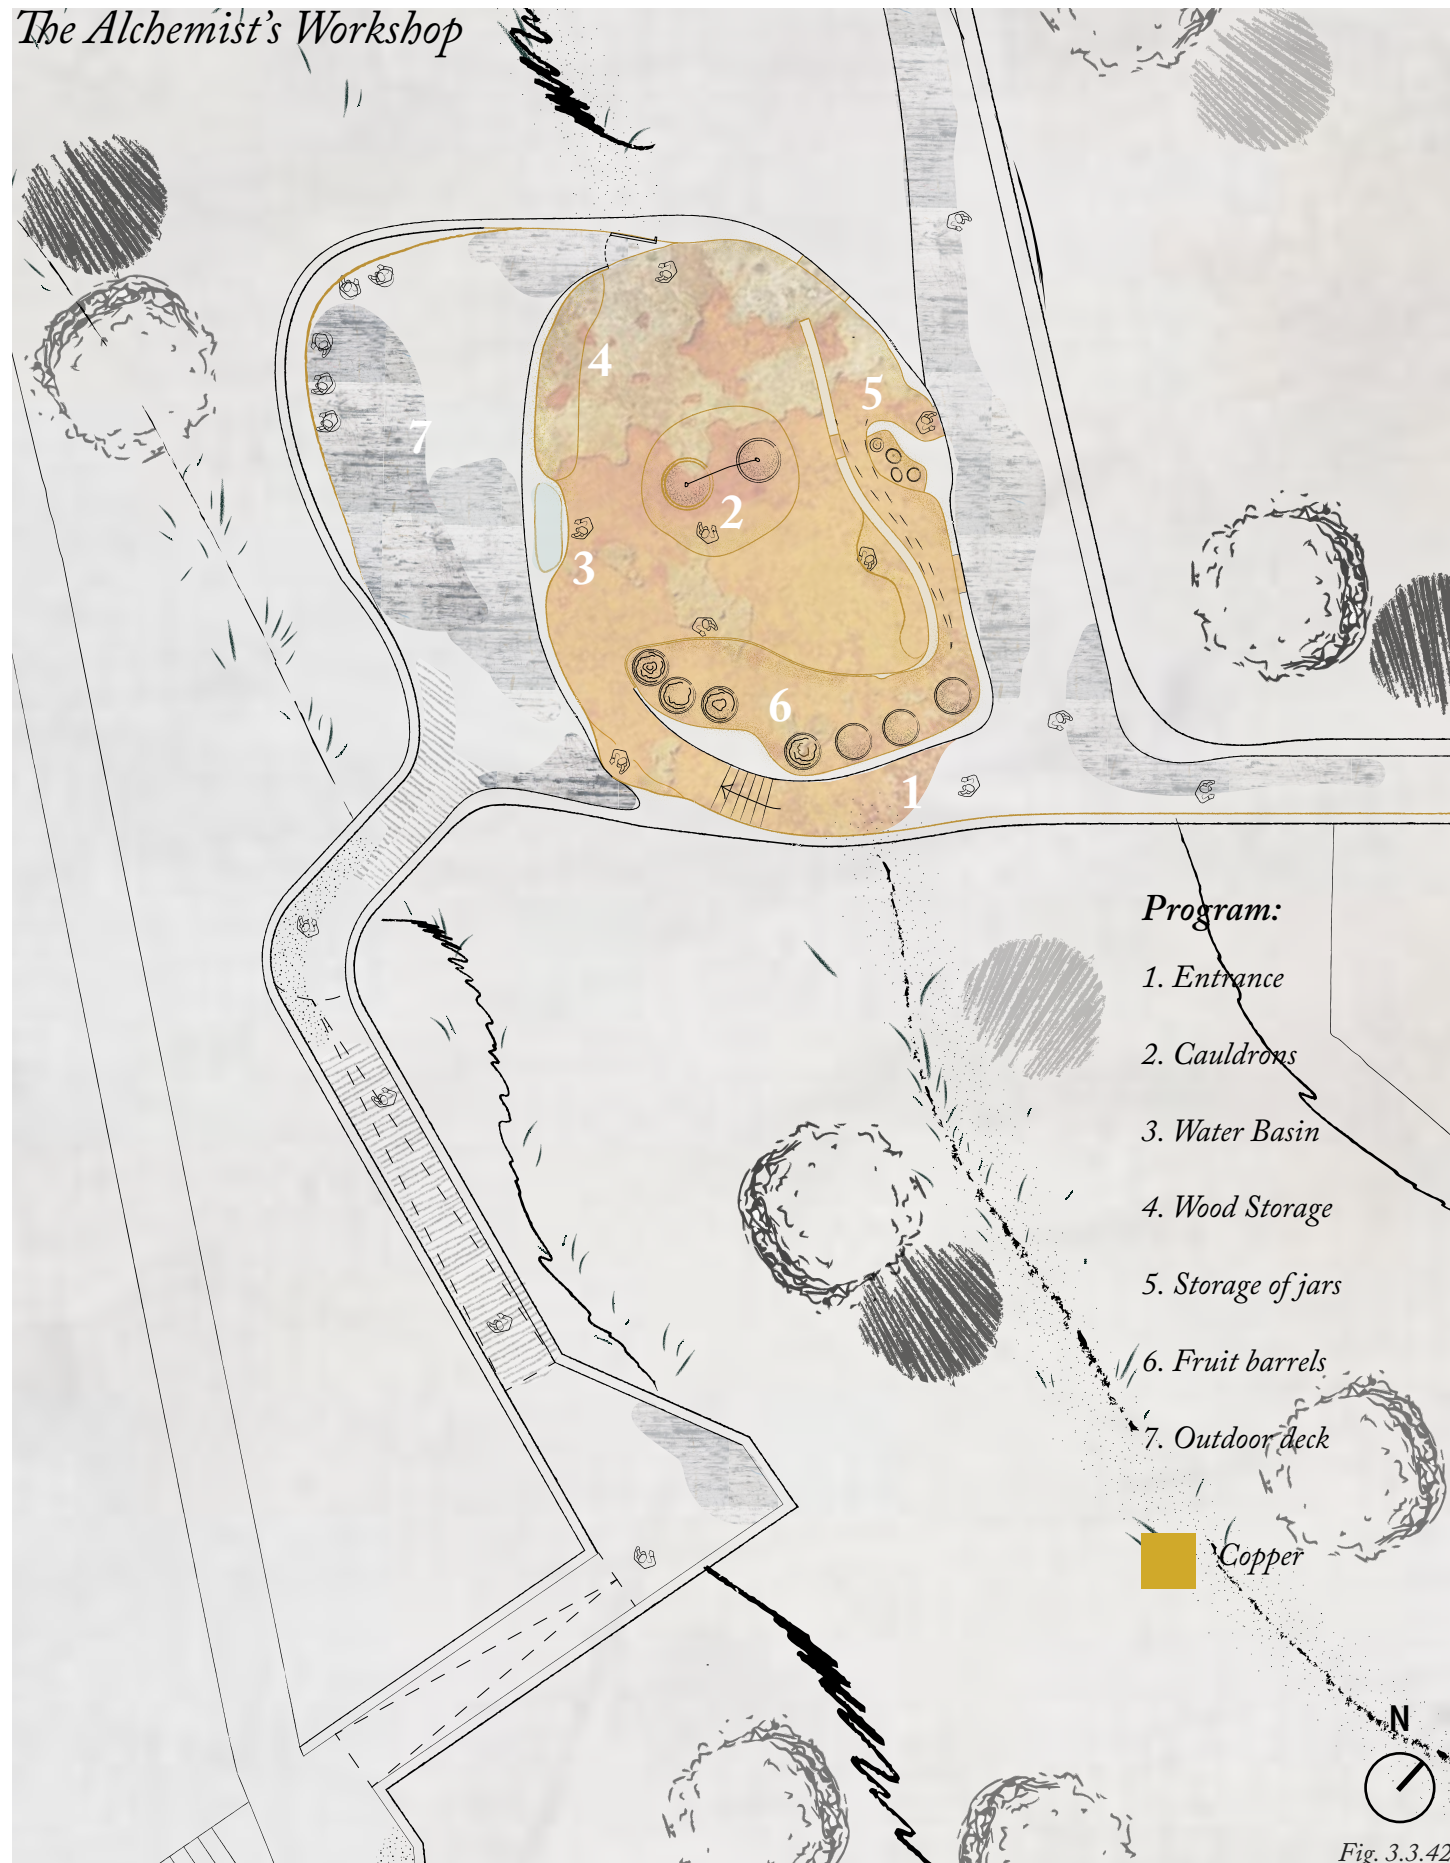 The Alchemist's Workshop
4
5
7
2
3
6
1
Program:
1. Entrance
2. Cauldrons
3. Water Basin
4. Wood Storage
5. Storage of jars
6. Fruit barrels
7. Outdoor deck
Copper
N
Fig. 3.3.42